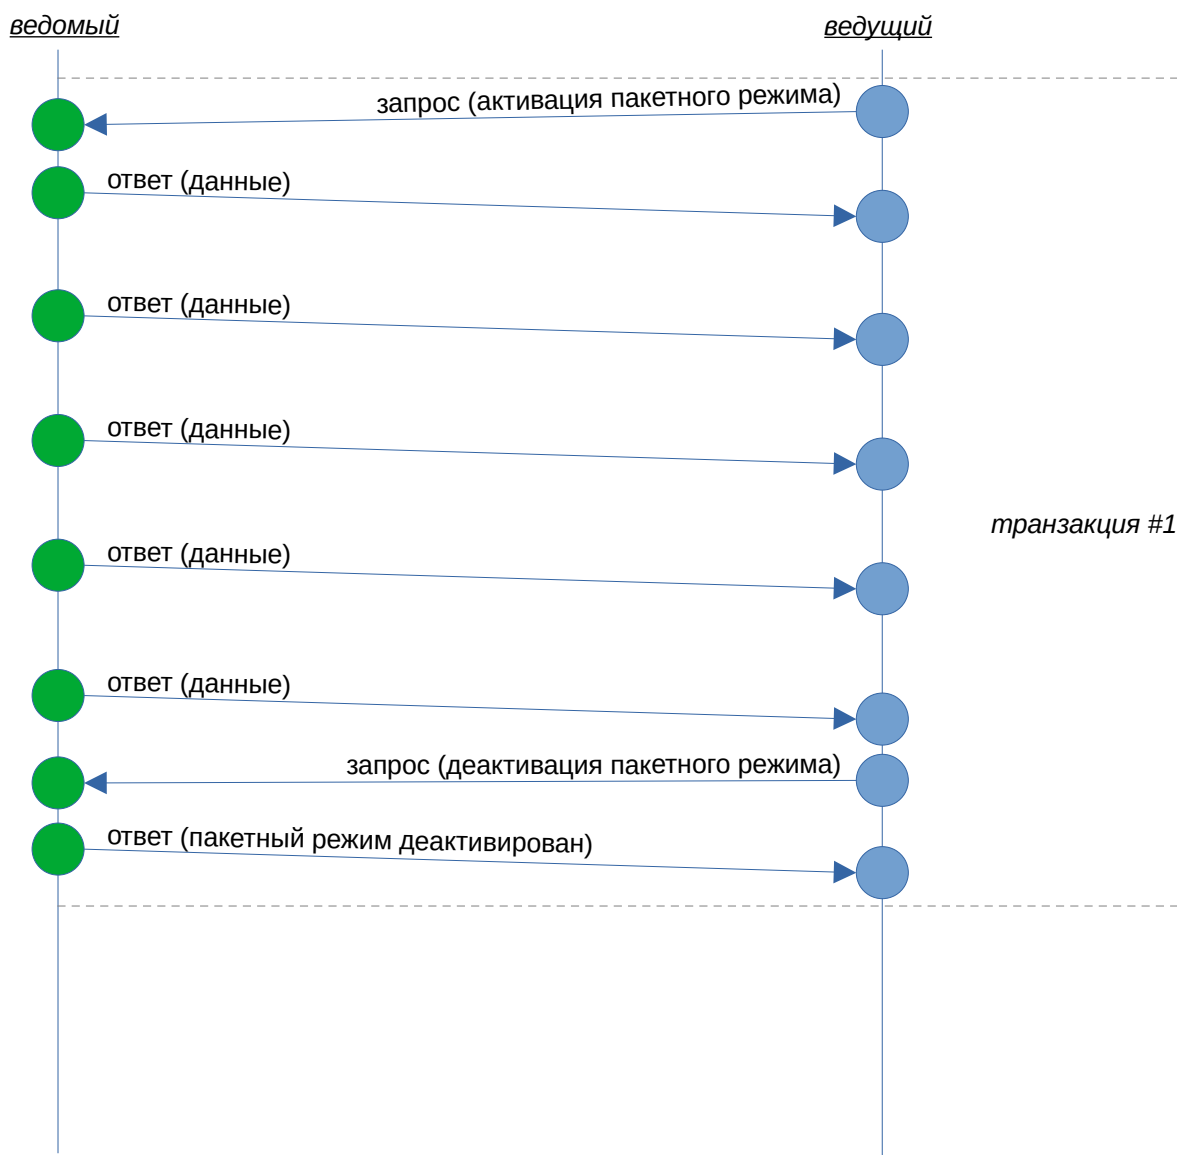 ведомый
ведущий
запрос (активация пакетного режима)
ответ (данные)
ответ (данные)
ответ (данные)
транзакция #1
ответ (данные)
ответ (данные)
запрос (деактивация пакетного режима)
ответ (пакетный режим деактивирован)